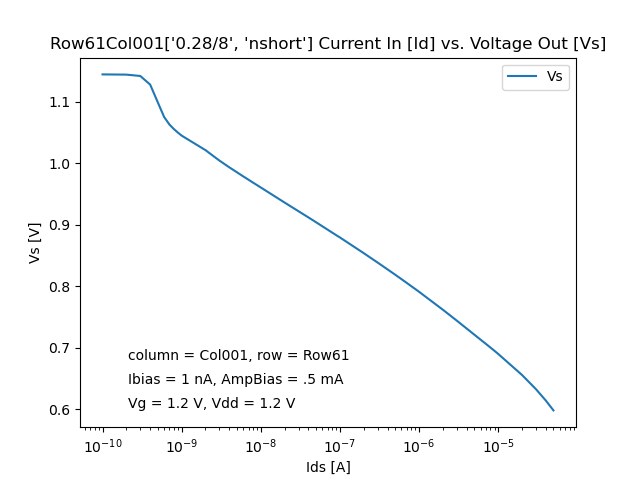 Row61Col001['0.28/8', 'nshort'] Current In [Id] vs. Voltage Out [Vs]
Vs
1.1
1.0
0.9
0.8
0.7
0.6
Vs [V]
column = Col001, row = Row61
Ibias = 1 nA, AmpBias = .5 mA
Vg = 1.2 V, Vdd = 1.2 V
10⁻¹⁰ 10⁻⁹ 10⁻⁸ 10⁻⁷ 10⁻⁶ 10⁻⁵
Ids [A]